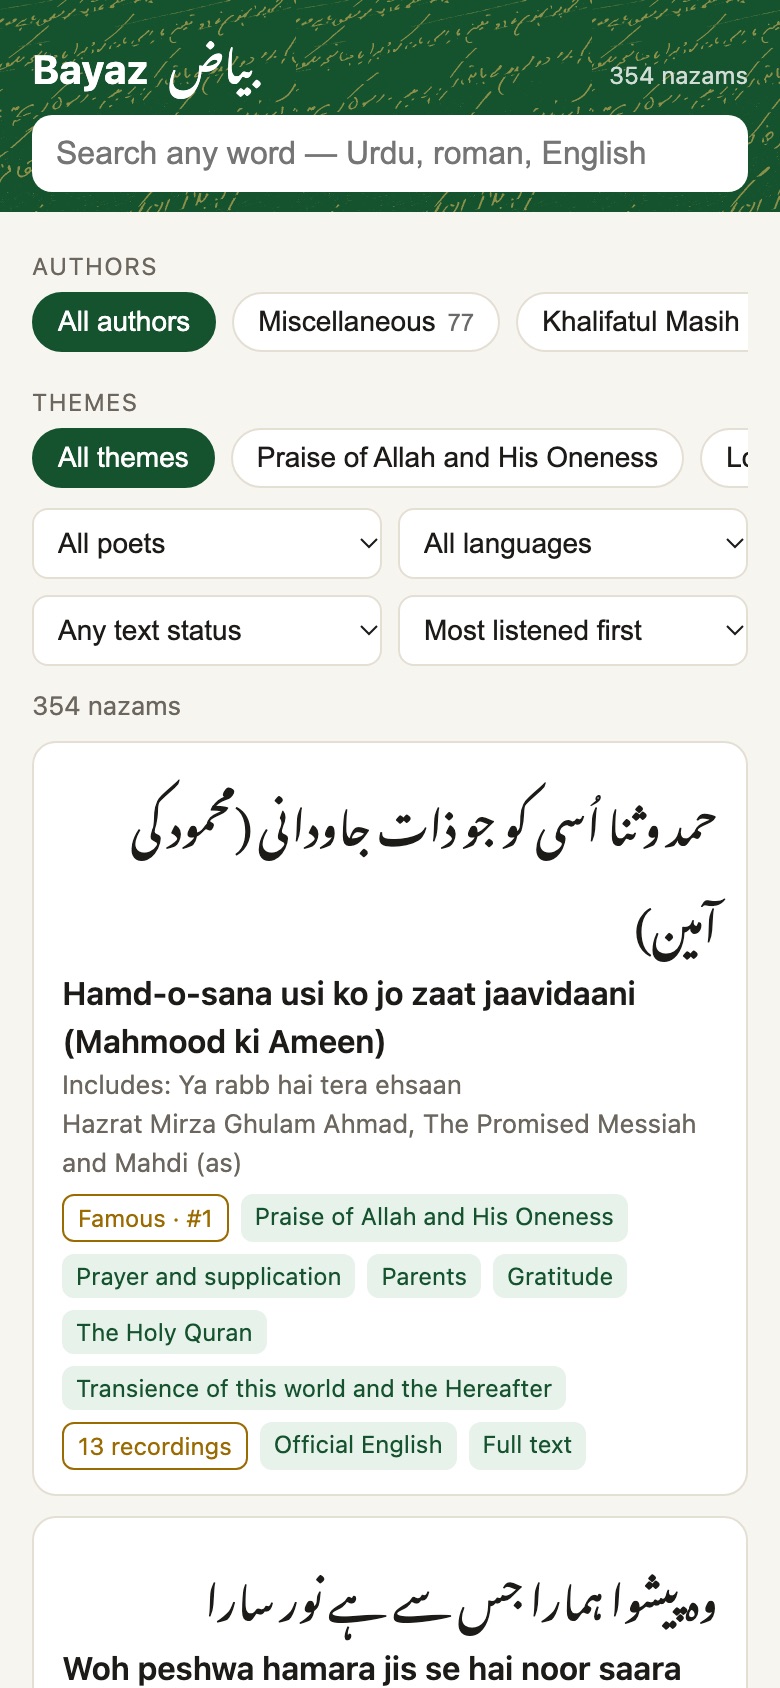 Bayaz بیاض
354 nazams
Search any word — Urdu, roman, English
AUTHORS
All authors
Miscellaneous 77
Khalifatul Masih
THEMES
All themes
Praise of Allah and His Oneness
All poets
All languages
Any text status
Most listened first
354 nazams
حمد و ثنا اُسی کو جو ذات جاودانی (محمود کی
آمین)
Hamd-o-sana usi ko jo zaat jaavidaani
(Mahmood ki Ameen)
Includes: Ya rabb hai tera ehsaan
Hazrat Mirza Ghulam Ahmad, The Promised Messiah
and Mahdi (as)
Famous · #1
Praise of Allah and His Oneness
Prayer and supplication
Parents
Gratitude
The Holy Quran
Transience of this world and the Hereafter
13 recordings
Official English
Full text
وہ پیشوا ہمارا جس سے ہے نور سارا
Woh peshwa hamara jis se hai noor saara